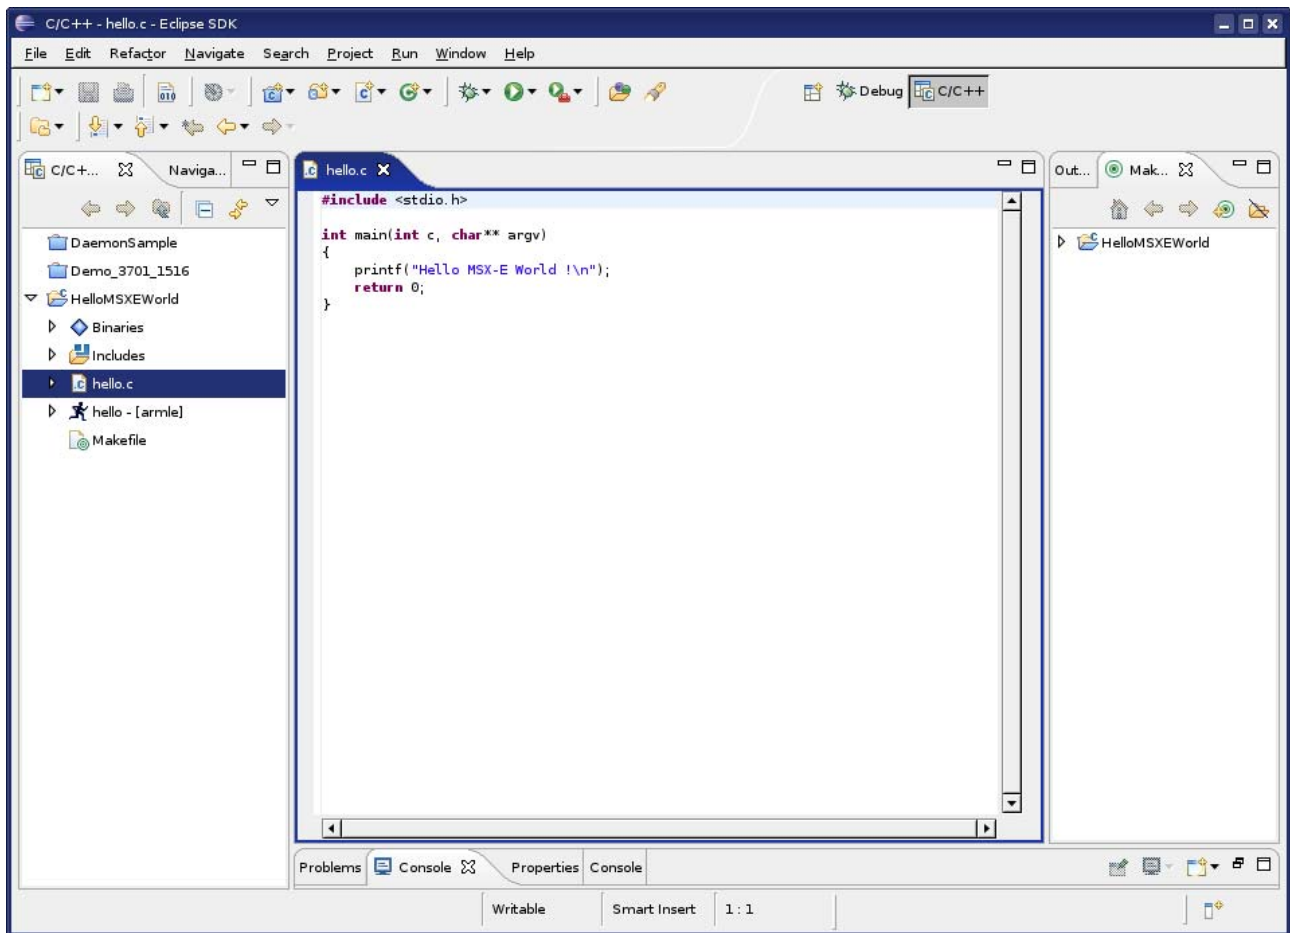 C/C++ - hello.c - Eclipse SDK
File Edit Refactor Navigate Search Project Run Window Help
010
Debug C/C++
C/C+... Naviga...
hello.c
Out... Mak...
#include <stdio.h>
int main(int c, char** argv)
{
printf("Hello MSX-E World !\n");
return 0;
}
DaemonSample
Demo_3701_1516
HelloMSXEWorld
Binaries
Includes
hello.c
hello - [armle]
Makefile
HelloMSXEWorld
Problems Console Properties Console
Writable Smart Insert 1 : 1